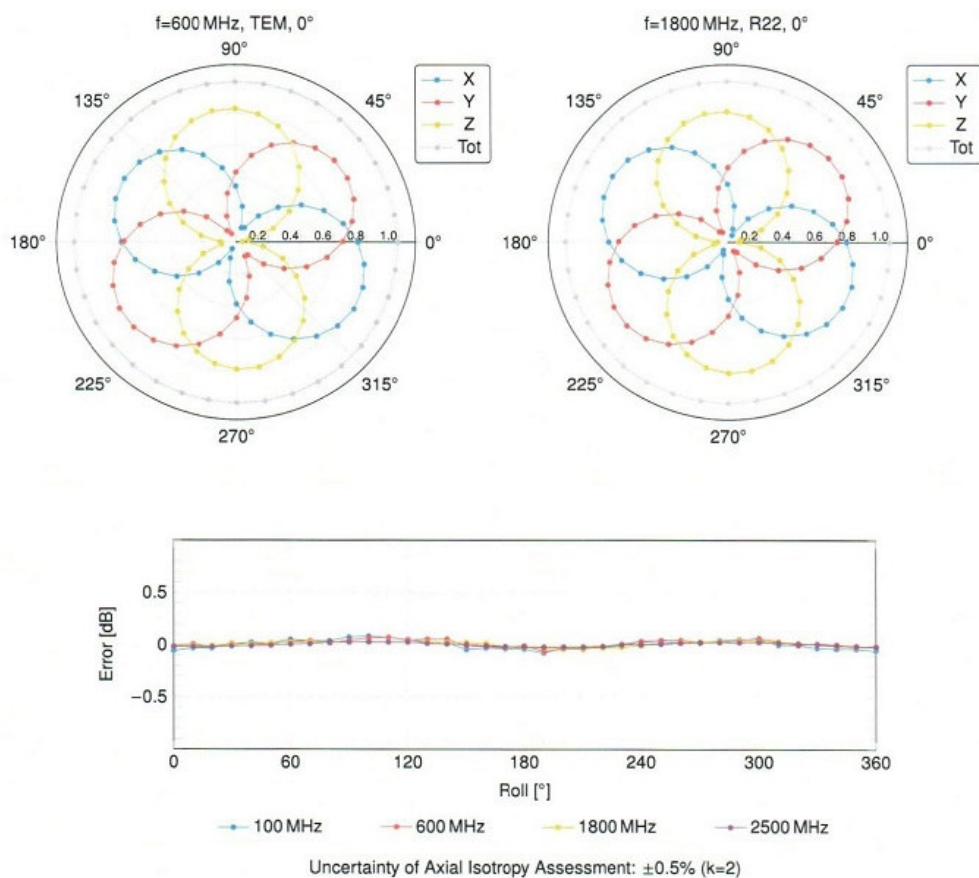 f=600 MHz, TEM, 0°
f=1800 MHz, R22, 0°
90°
90°
135°
45°
135°
45°
X
Y
Z
Tot
X
Y
Z
Tot
180°
0.2 0.4 0.6 0.8 1.0
0°
180°
0.2 0.4 0.6 0.8 1.0
0°
225°
315°
225°
315°
270°
270°
Error [dB]
0.5
0
−0.5
0 60 120 180 240 300 360
Roll [°]
100 MHz 600 MHz 1800 MHz 2500 MHz
Uncertainty of Axial Isotropy Assessment: ±0.5% (k=2)